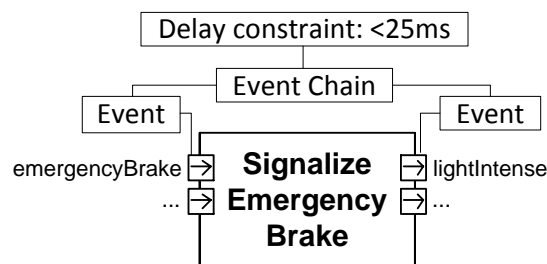 Delay constraint: <25ms
Event Chain
Event
Event
emergencyBrake
Signalize
lightIntense
...
Emergency
...
Brake